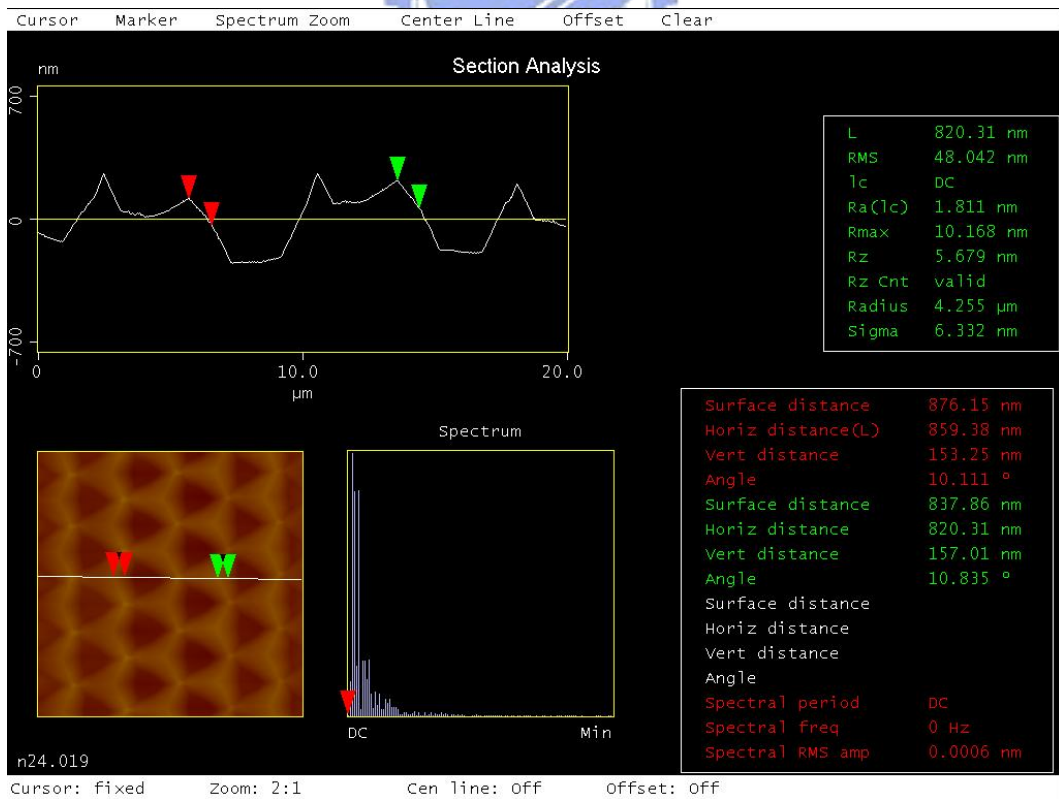 Cursor Marker Spectrum Zoom Center Line Offset Clear
Section Analysis
nm
700
0
-700
0 10.0 20.0
µm
L 820.31 nm
RMS 48.042 nm
lc DC
Ra(lc) 1.811 nm
Rmax 10.168 nm
Rz 5.679 nm
Rz Cnt valid
Radius 4.255 µm
Sigma 6.332 nm
Spectrum
DC Min
Surface distance 876.15 nm
Horiz distance(L) 859.38 nm
Vert distance 153.25 nm
Angle 10.111 °
Surface distance 837.86 nm
Horiz distance 820.31 nm
Vert distance 157.01 nm
Angle 10.835 °
Surface distance
Horiz distance
Vert distance
Angle
Spectral period DC
Spectral freq 0 Hz
Spectral RMS amp 0.0006 nm
n24.019
Cursor: fixed Zoom: 2:1 Cen line: Off Offset: Off